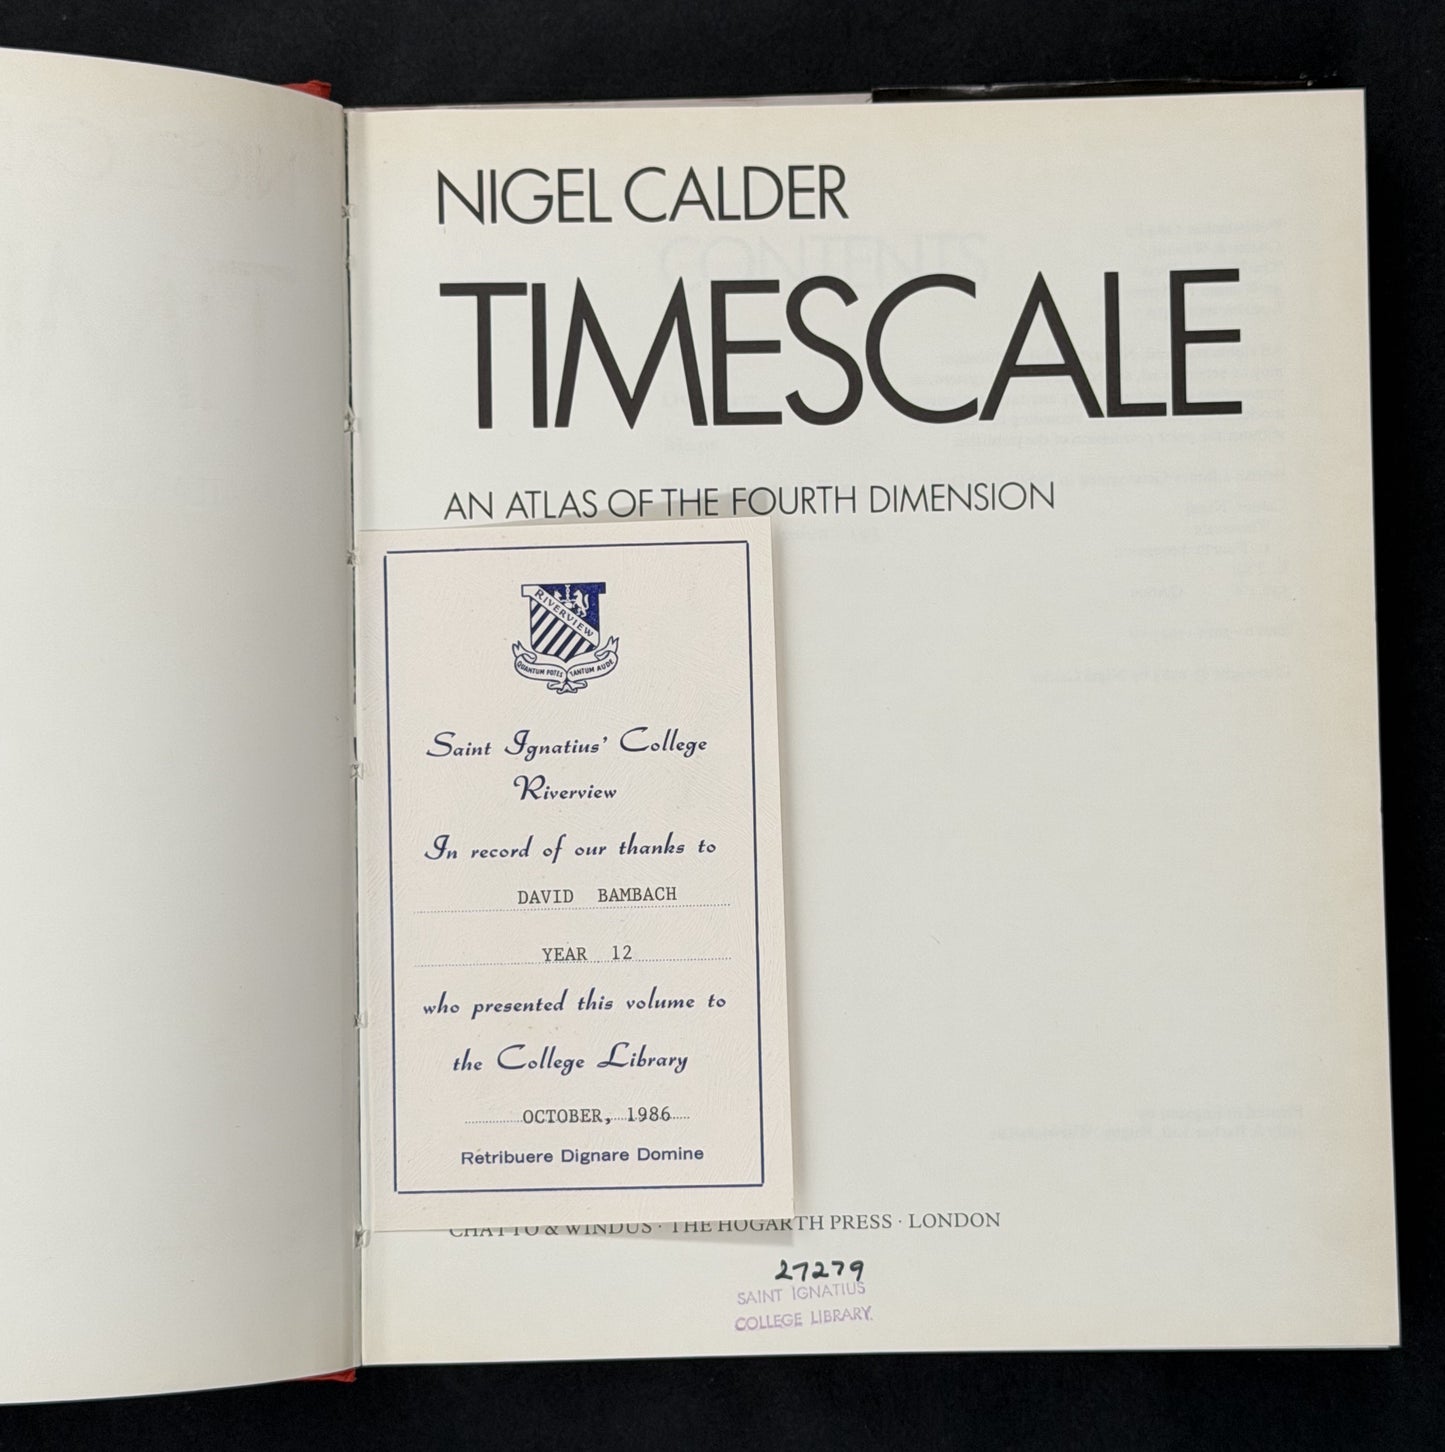 NIGEL CALDER
TIMESCALE
AN ATLAS OF THE FOURTH DIMENSION
RIVERVIEW
QUANTUM POTES TANTUM AUDE
Saint Ignatius' College
Riverview
In record of our thanks to
DAVID BAMBACH
YEAR 12
who presented this volume to
the College Library
OCTOBER, 1986
Retribuere Dignare Domine
CHATTO & WINDUS · THE HOGARTH PRESS · LONDON
27279
SAINT IGNATIUS
COLLEGE LIBRARY.